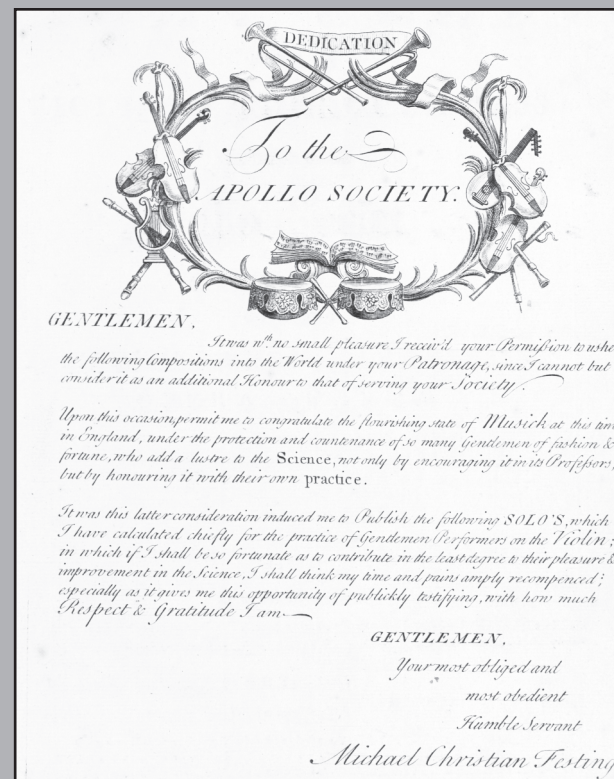 DEDICATION
To the
APOLLO SOCIETY.
GENTLEMEN,
It was wth. no small pleasure I receiv'd your Permission to ushe
the following Compositions into the World under your Patronage, since I cannot but
consider it as an additional Honour to that of serving your Society.
Upon this occasion, permit me to congratulate the flourishing state of Musick at this tim
in England, under the protection and countenance of so many Gentlemen of fashion &
fortune, who add a lustre to the Science, not only by encouraging it in its Professors,
but by honouring it with their own practice.
It was this latter consideration induced me to Publish the following SOLO'S, which
I have calculated chiefly for the practice of Gentlemen Performers on the Violin;
in which if I shall be so fortunate as to contribute in the least degree to their pleasure &
improvement in the Science, I shall think my time and pains amply recompenced;
especially as it gives me this opportunity of publickly testifying, with how much
Respect & Gratitude I am
GENTLEMEN,
Your most obliged and
most obedient
Humble Servant
Michael Christian Festing